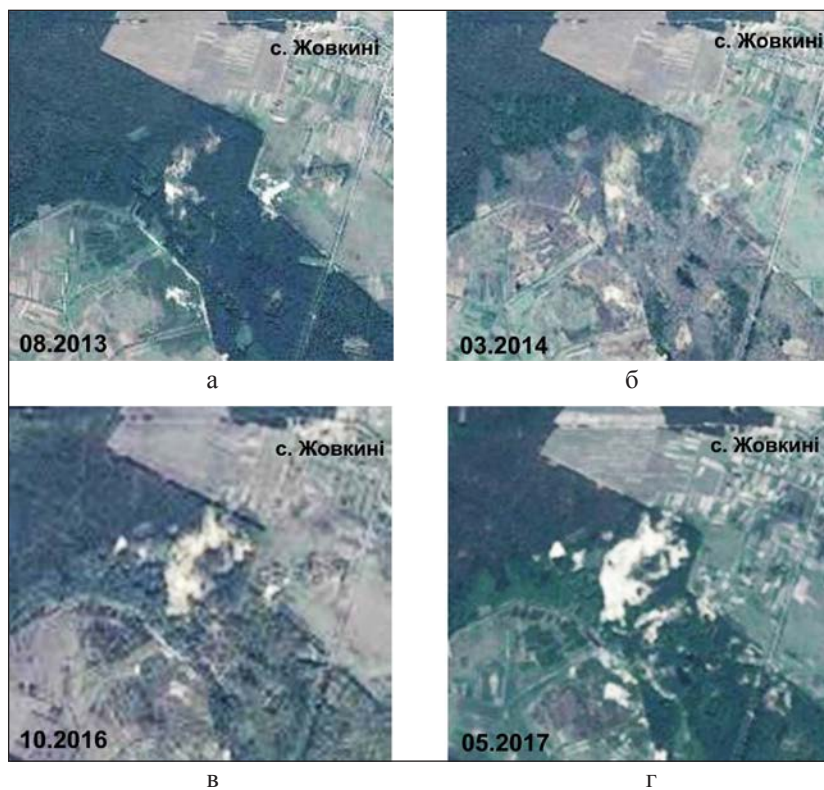 с. Жовкині
с. Жовкині
08.2013
03.2014
а
б
с. Жовкині
с. Жовкині
10.2016
05.2017
в
г